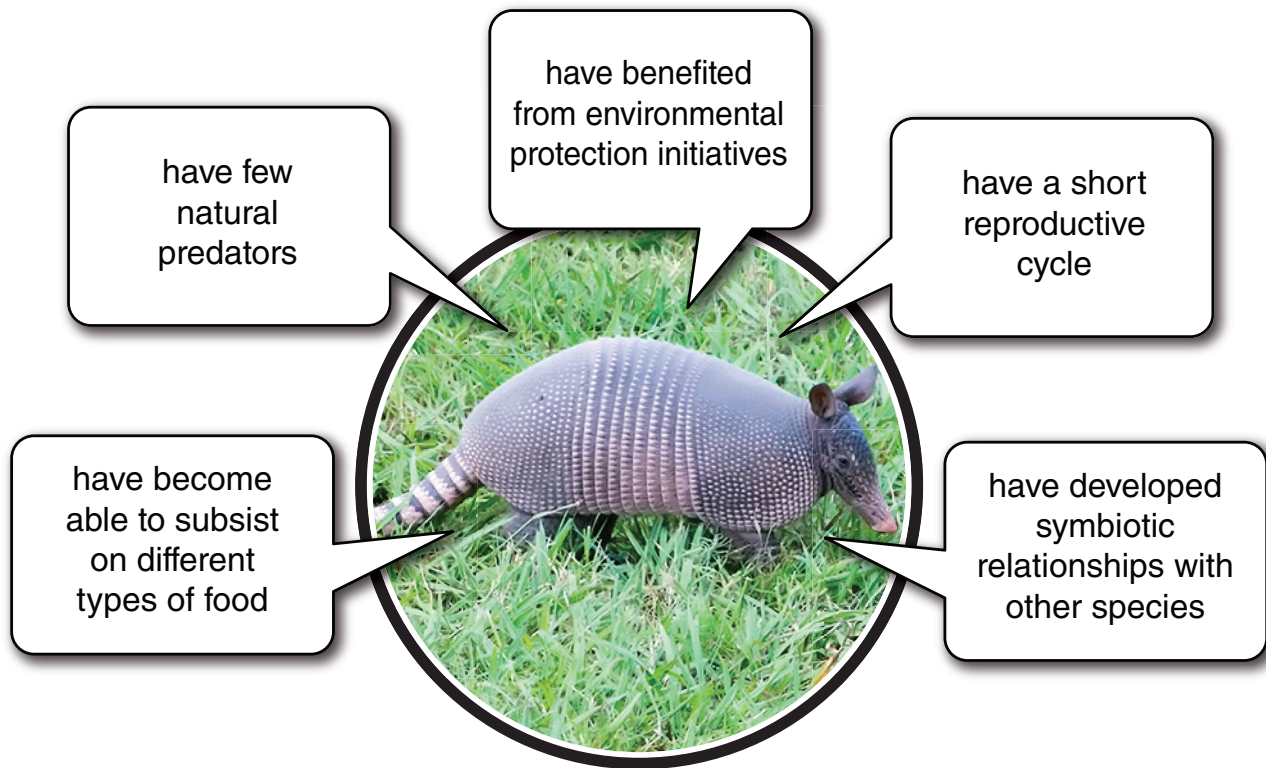 have benefited
from environmental
protection initiatives
have few
natural
predators
have a short
reproductive
cycle
have become
able to subsist
on different
types of food
have developed
symbiotic
relationships with
other species